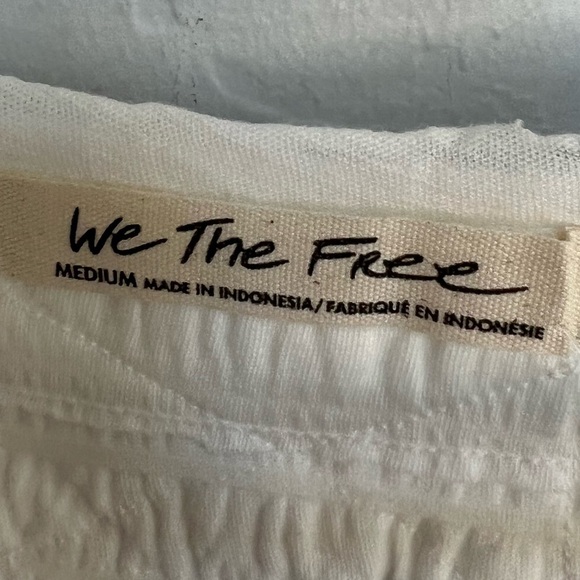 We The Free
MEDIUM MADE IN INDONESIA/FABRIQUÉ EN INDONÉSIE